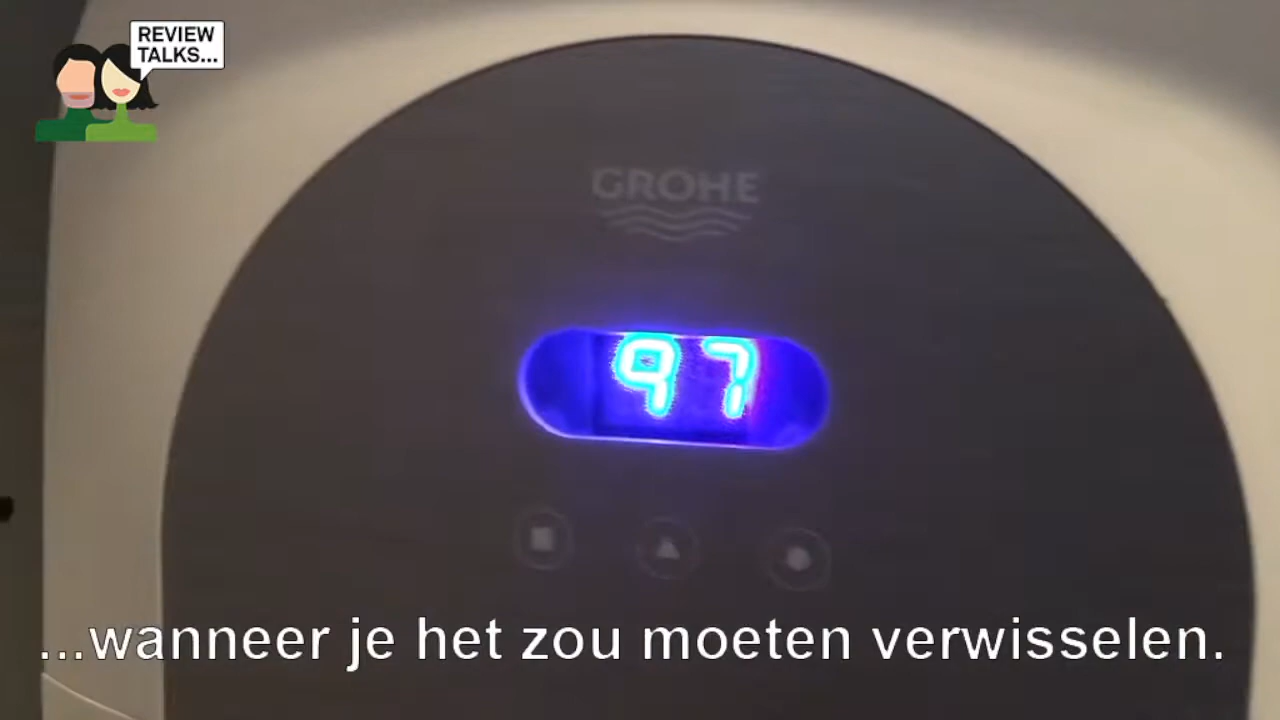 REVIEW
TALKS...
GROHE
97
...wanneer je het zou moeten verwisselen.